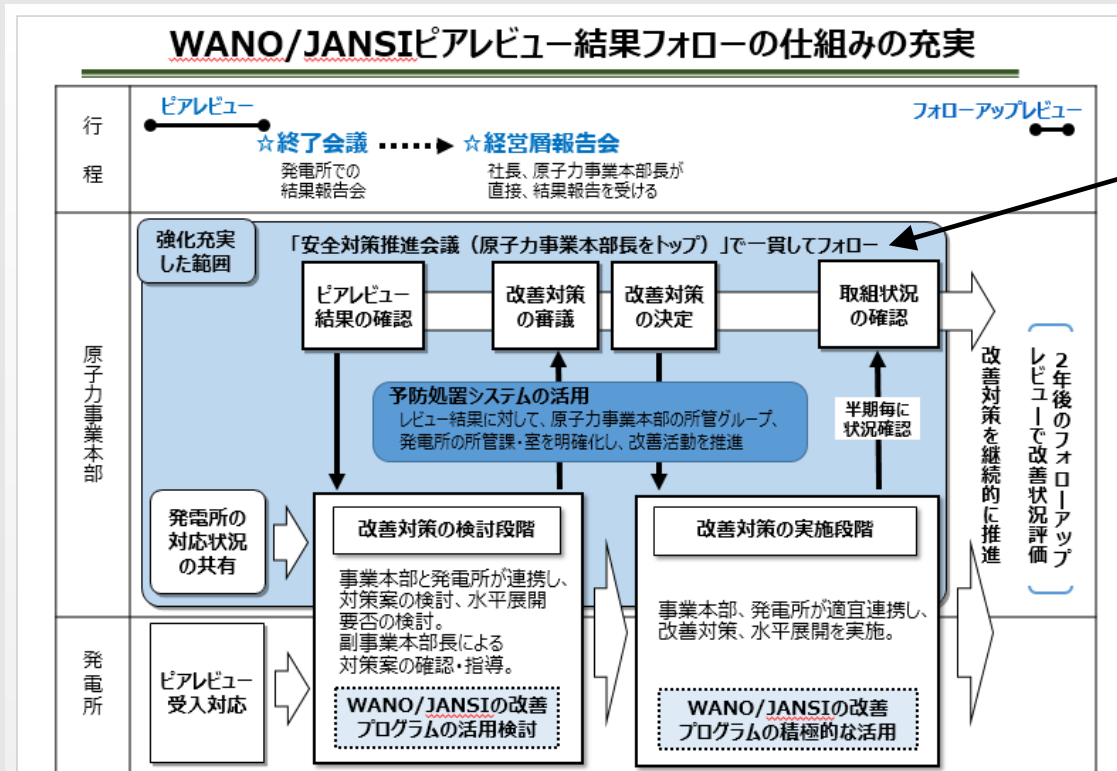 WANO/JANSIピアレビュー結果フォローの仕組みの充実
行程
ピアレビュー
フォローアップレビュー
☆終了会議
☆経営層報告会
発電所での
結果報告会
社長、原子力事業本部長が
直接、結果報告を受ける
原子力事業本部
強化充実
した範囲
「安全対策推進会議（原子力事業本部長をトップ）」で一貫してフォロー
ピアレビュー
結果の確認
改善対策
の審議
改善対策
の決定
取組状況
の確認
予防処置システムの活用
レビュー結果に対して、原子力事業本部の所管グループ、
発電所の所管課・室を明確化し、改善活動を推進
半期毎に
状況確認
改善対策を継続的に推進
2年後のフォローアップ
レビューで改善状況評価
発電所の
対応状況
の共有
改善対策の検討段階
事業本部と発電所が連携し、
対策案の検討、水平展開
要否の検討。
副事業本部長による
対策案の確認・指導。
WANO/JANSIの改善
プログラムの活用検討
改善対策の実施段階
事業本部、発電所が適宜連携し、
改善対策、水平展開を実施。
WANO/JANSIの改善
プログラムの積極的な活用
発電所
ピアレビュー
受入対応